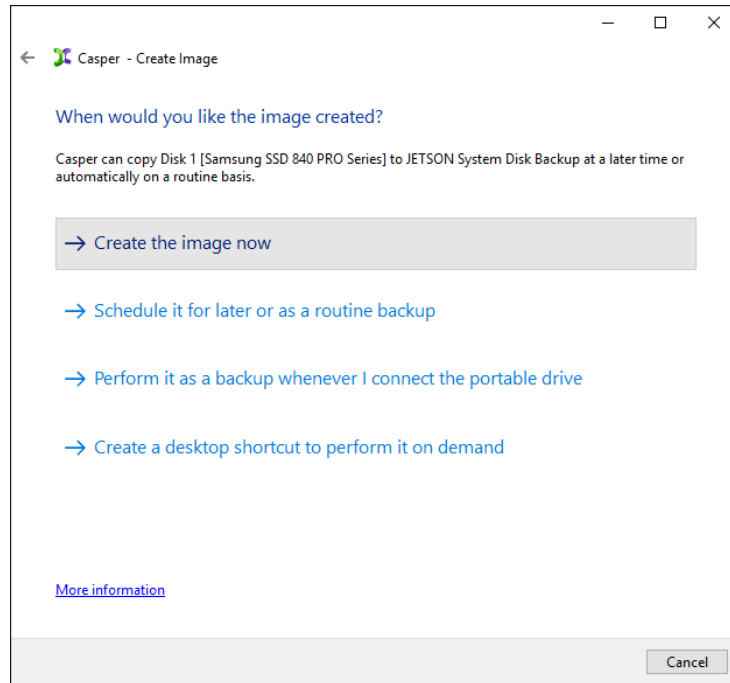 Casper - Create Image
When would you like the image created?
Casper can copy Disk 1 [Samsung SSD 840 PRO Series] to JETSON System Disk Backup at a later time or
automatically on a routine basis.
Create the image now
Schedule it for later or as a routine backup
Perform it as a backup whenever I connect the portable drive
Create a desktop shortcut to perform it on demand
More information
Cancel